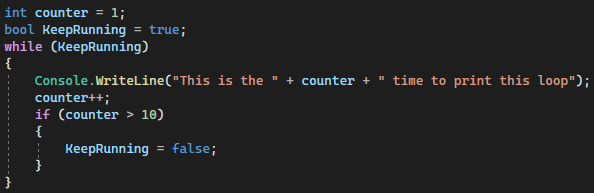 int counter = 1;
bool KeepRunning = true;
while (KeepRunning)
{
    Console.WriteLine("This is the " + counter + " time to print this loop");
    counter++;
    if (counter > 10)
    {
        KeepRunning = false;
    }
}